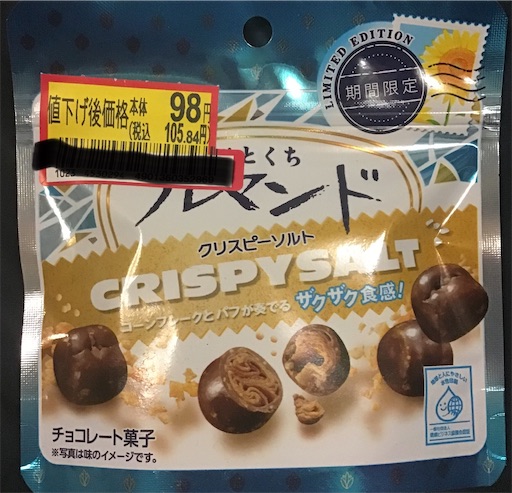 LIMITED EDITION
期間限定
値下げ後価格 本体 98円
(税込 105.84円)
とくち
ルマンド
クリスピーソルト
CRISPY SALT
コーンフレークとパフが奏でる ザクザク食感!
チョコレート菓子
※写真は味のイメージです。